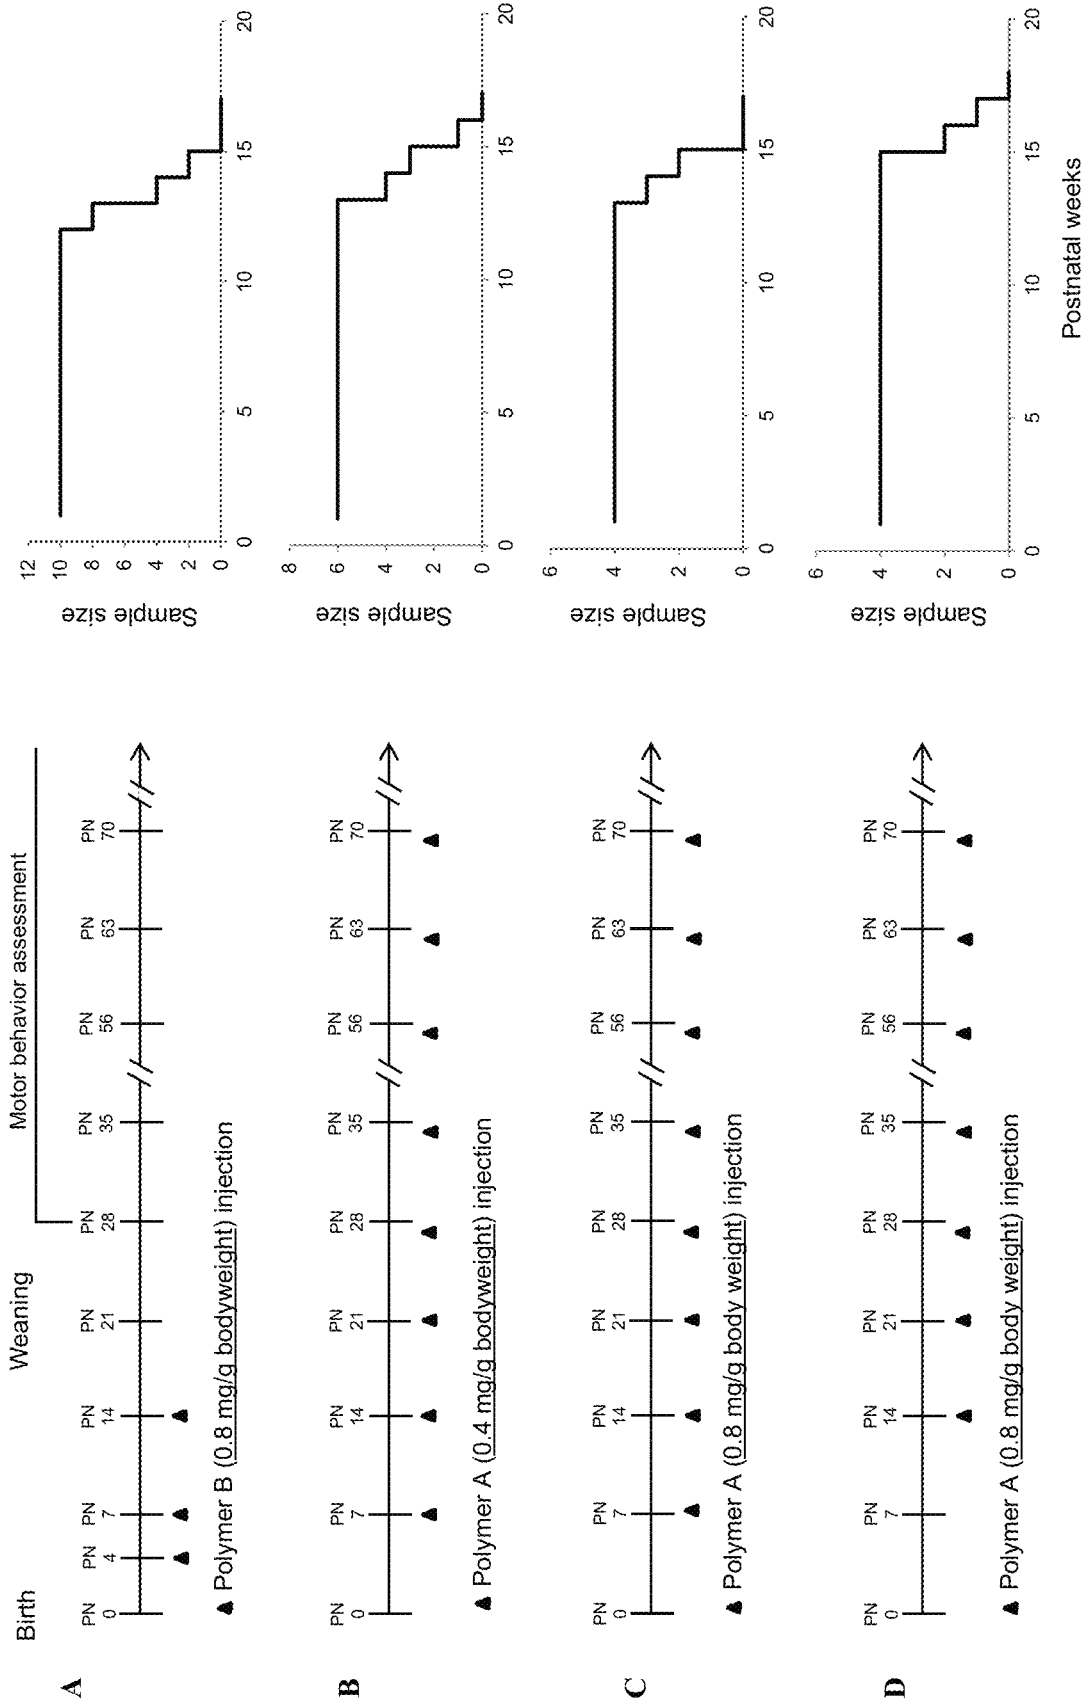 Birth
Weaning
Motor behavior assessment
A
PN 0
PN 4
PN 7
PN 14
PN 21
PN 28
PN 35
PN 56
PN 63
PN 70
Polymer B (0.8 mg/g bodyweight) injection
Sample size
12
10
8
6
4
2
0
0 5 10 15 20
B
PN 0
PN 7
PN 14
PN 21
PN 28
PN 35
PN 56
PN 63
PN 70
Polymer A (0.4 mg/g bodyweight) injection
Sample size
8
6
4
2
0
0 5 10 15 20
C
PN 0
PN 7
PN 14
PN 21
PN 28
PN 35
PN 56
PN 63
PN 70
Polymer A (0.8 mg/g body weight) injection
Sample size
6
4
2
0
0 5 10 15 20
D
PN 0
PN 7
PN 14
PN 21
PN 28
PN 35
PN 56
PN 63
PN 70
Polymer A (0.8 mg/g body weight) injection
Sample size
6
4
2
0
0 5 10 15 20
Postnatal weeks